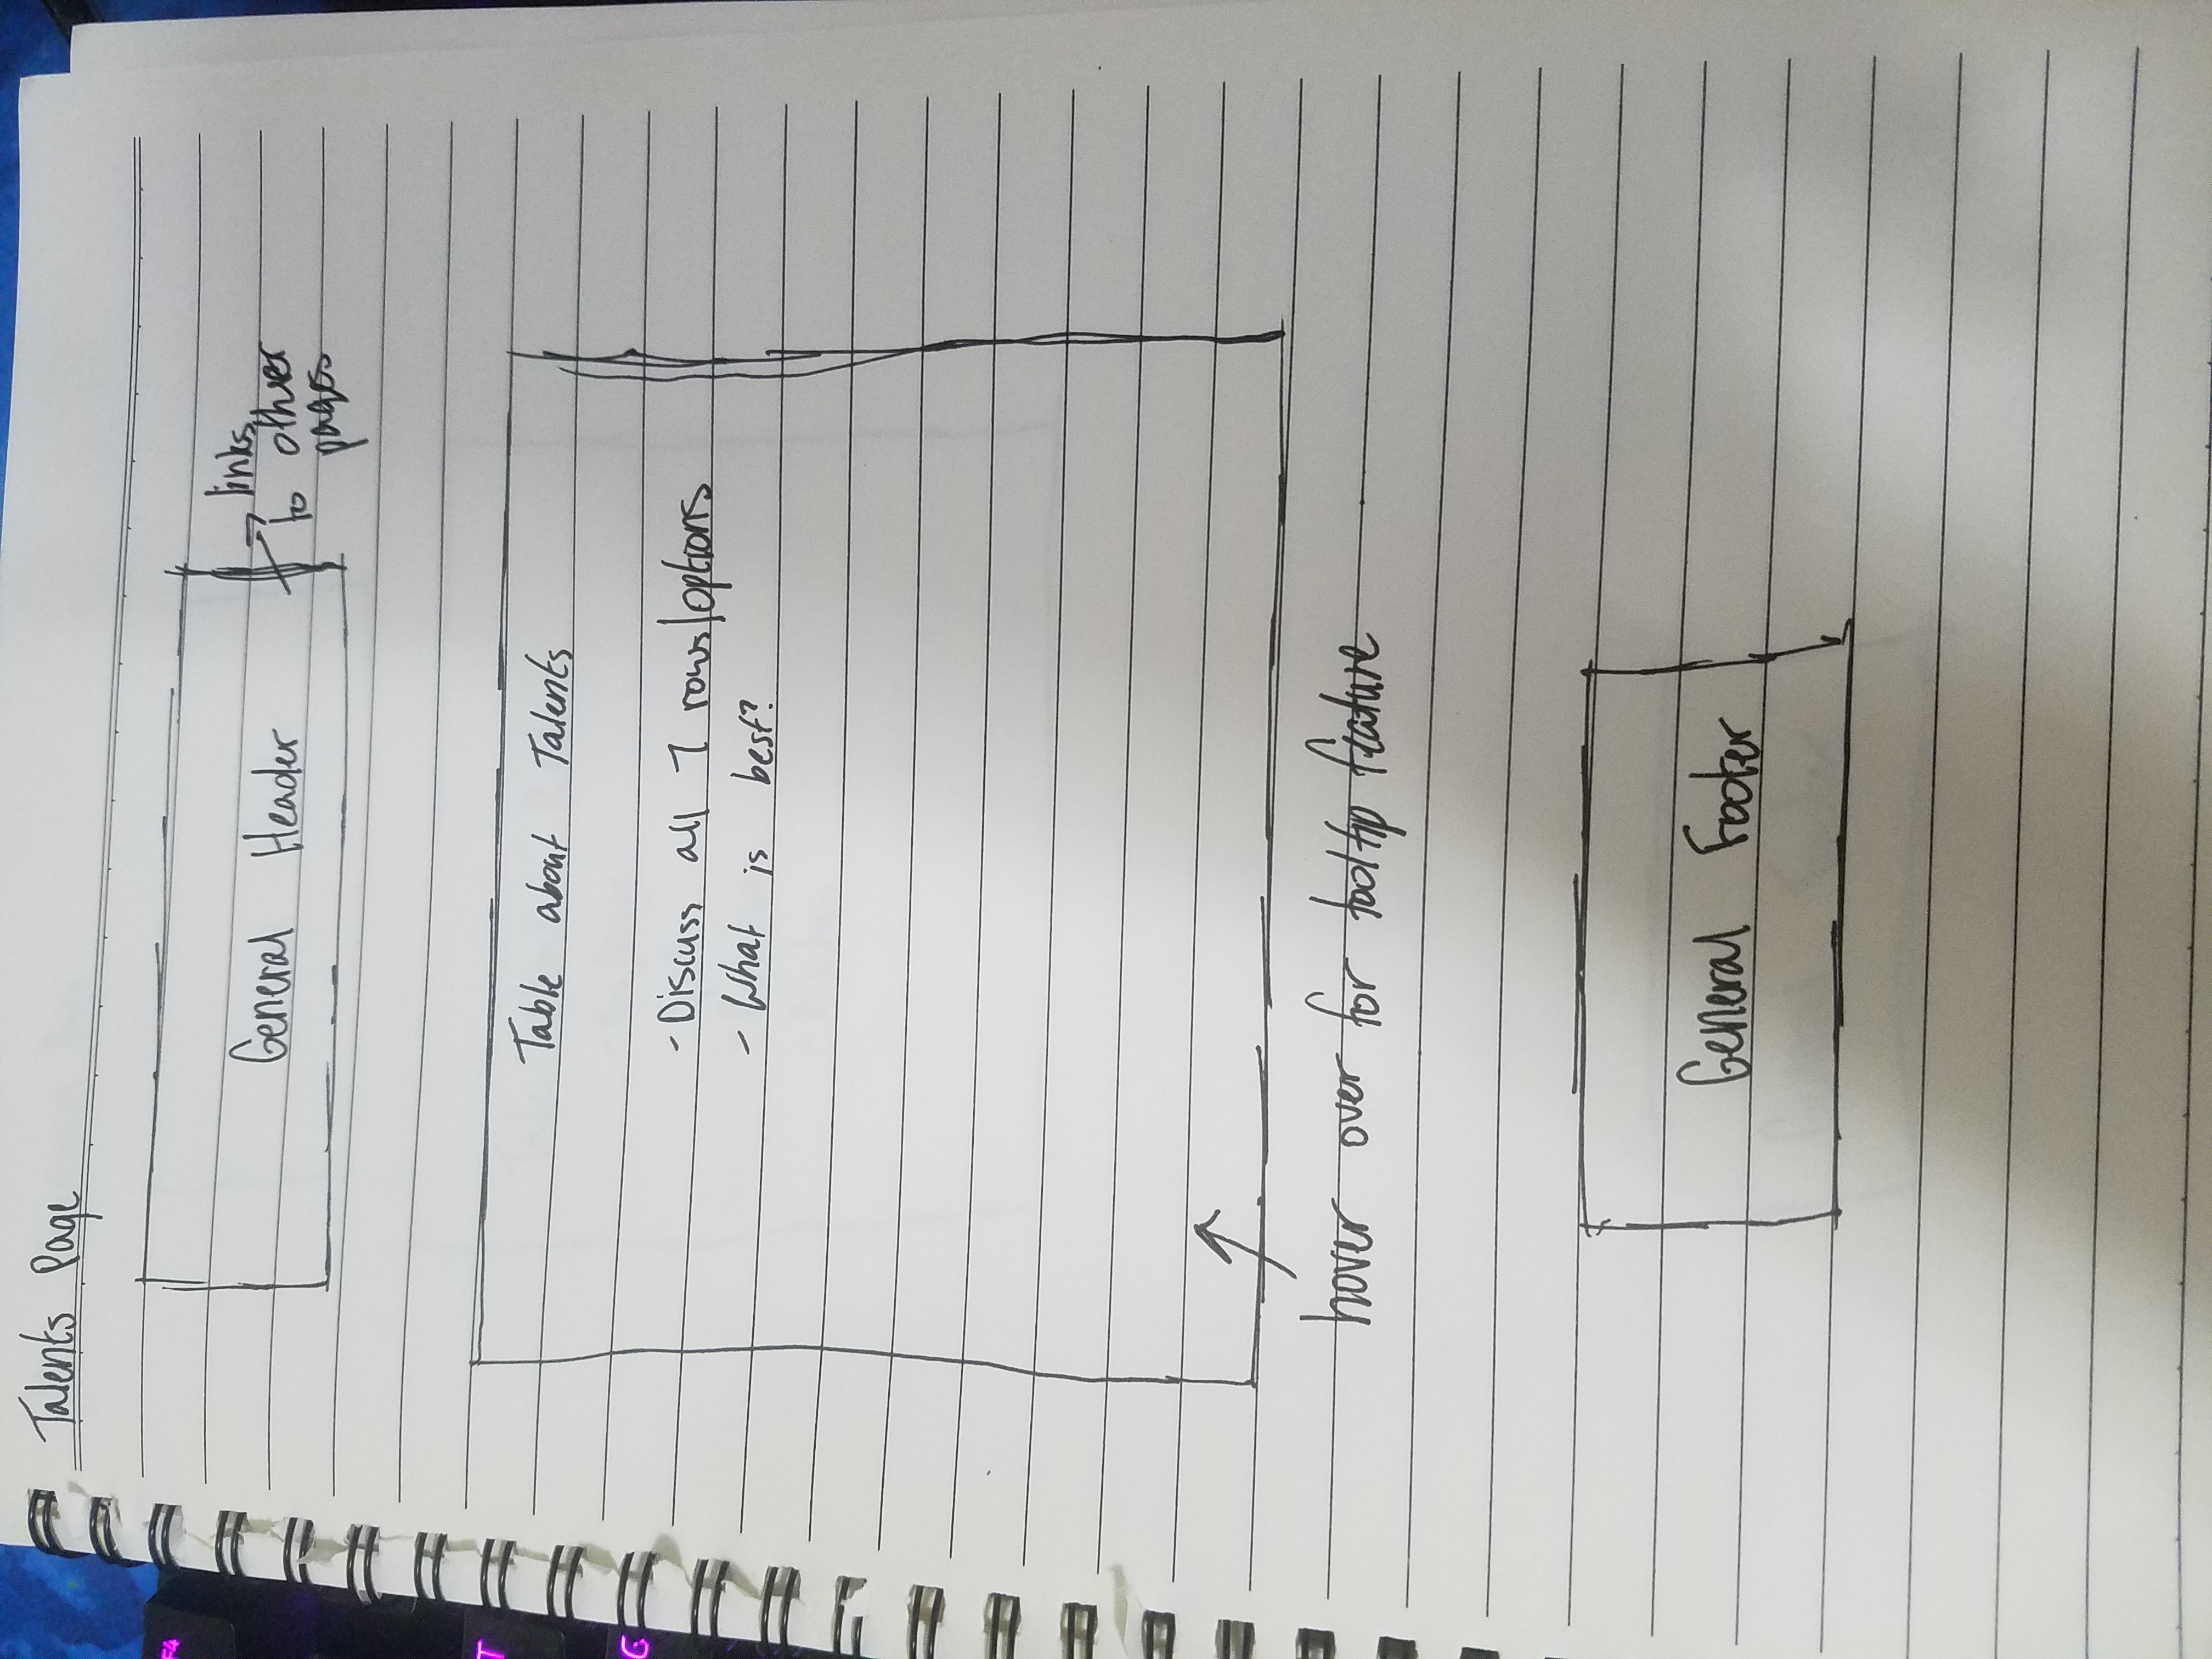 Talents Page
General Header
links
to other
pages
Table about Talents
- Discuss all 7 rows/options
- What is best?
hover over for tooltip feature
General Footer
F4
T
G